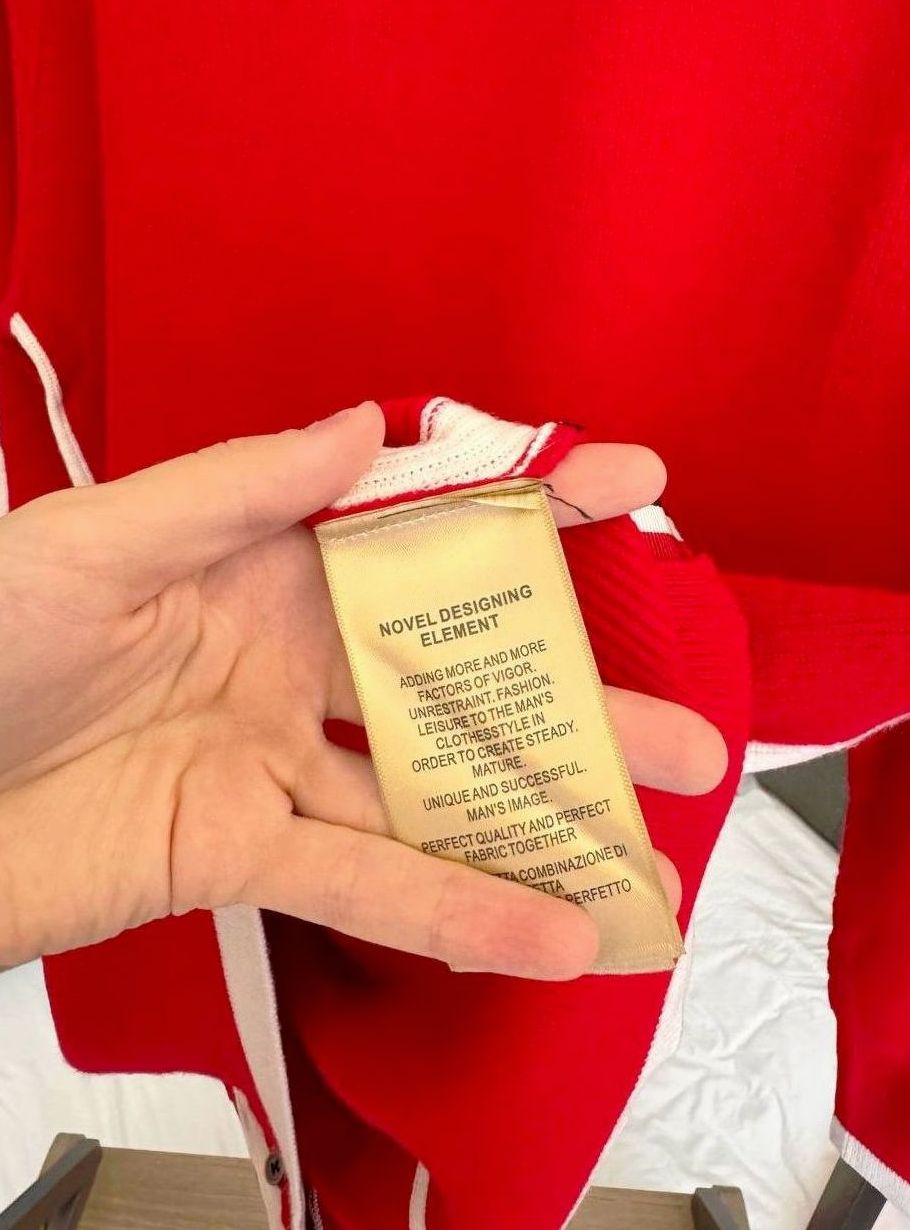 NOVEL DESIGNING
ELEMENT
ADDING MORE AND MORE
FACTORS OF VIGOR.
UNRESTRAINT. FASHION.
LEISURE TO THE MAN'S
CLOTHESSTYLE IN
ORDER TO CREATE STEADY.
MATURE.
UNIQUE AND SUCCESSFUL.
MAN'S IMAGE.
PERFECT QUALITY AND PERFECT
FABRIC TOGETHER
COMBINAZIONE DI
PERFETTO